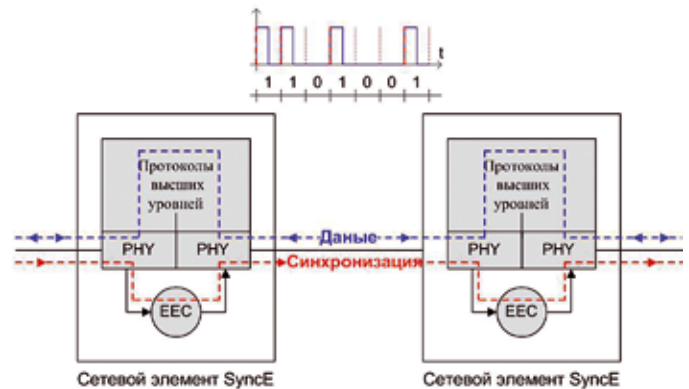 t
1 1 0 1 0 0 1
Протоколы
высших
уровней
Протоколы
высших
уровней
PHY PHY Даные PHY PHY
Синхронизация
EEC EEC
Сетевой элемент SyncE Сетевой элемент SyncE